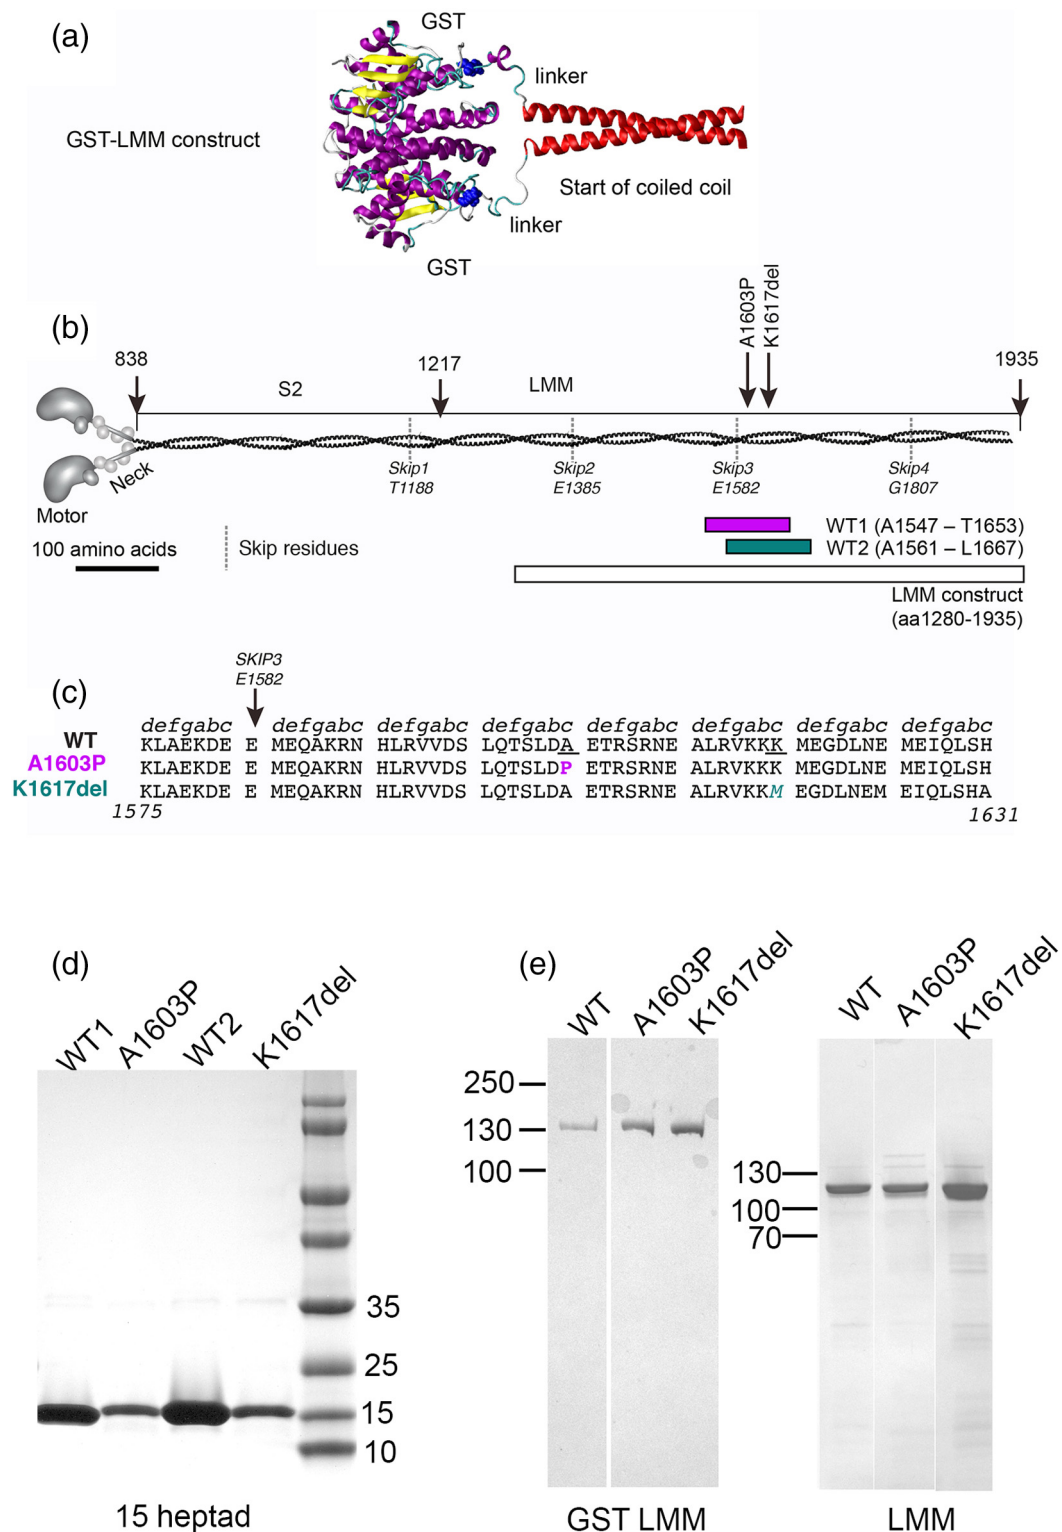 (a)
GST
linker
GST-LMM construct
Start of coiled coil
linker
GST
(b)
A1603P
K1617del
838
1217
1935
S2
LMM
Neck
Motor
Skip1
T1188
Skip2
E1385
Skip3
E1582
Skip4
G1807
100 amino acids
Skip residues
WT1 (A1547 – T1653)
WT2 (A1561 – L1667)
LMM construct
(aa1280-1935)
(c)
SKIP3
E1582
defgabc defgabc defgabc defgabc defgabc defgabc defgabc defgabc
WT KLAEKDE E MEQAKRN HLRVVDS LQTSLDA ETRSRNE ALRVKKK MEGDLNE MEIQLSH
A1603P KLAEKDE E MEQAKRN HLRVVDS LQTSLDP ETRSRNE ALRVKKK MEGDLNE MEIQLSH
K1617del KLAEKDE E MEQAKRN HLRVVDS LQTSLDA ETRSRNE ALRVKKM EGDLNEM EIQLSHA
1575 1631
(d)
WT1 A1603P WT2 K1617del
35
25
15
10
15 heptad
(e)
WT A1603P K1617del
250
130
100
GST LMM
WT A1603P K1617del
130
100
70
LMM